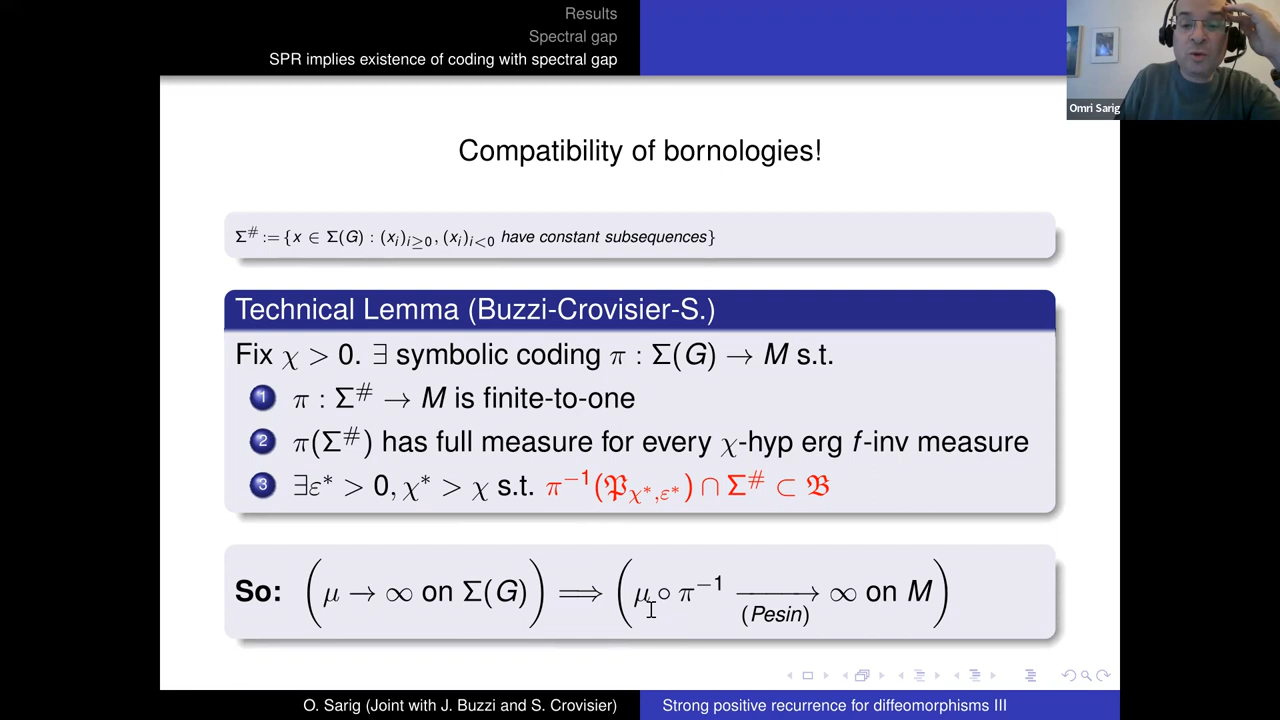 Results
Spectral gap
SPR implies existence of coding with spectral gap
Omri Sarig
Compatibility of bornologies!
Σ^# := {x ∈ Σ(G) : (x_i)_{i≥0}, (x_i)_{i<0} have constant subsequences}
Technical Lemma (Buzzi-Crovisier-S.)
Fix χ > 0. ∃ symbolic coding π : Σ(G) → M s.t.
1 π : Σ^# → M is finite-to-one
2 π(Σ^#) has full measure for every χ-hyp erg f-inv measure
3 ∃ε* > 0, χ* > χ s.t. π^{−1}(𝔓_{χ*,ε*}) ∩ Σ^# ⊂ 𝔅
So: (μ → ∞ on Σ(G)) ⟹ (μ ∘ π^{−1} ⟶ ∞ on M)
(Pesin)
O. Sarig (Joint with J. Buzzi and S. Crovisier)
Strong positive recurrence for diffeomorphisms III